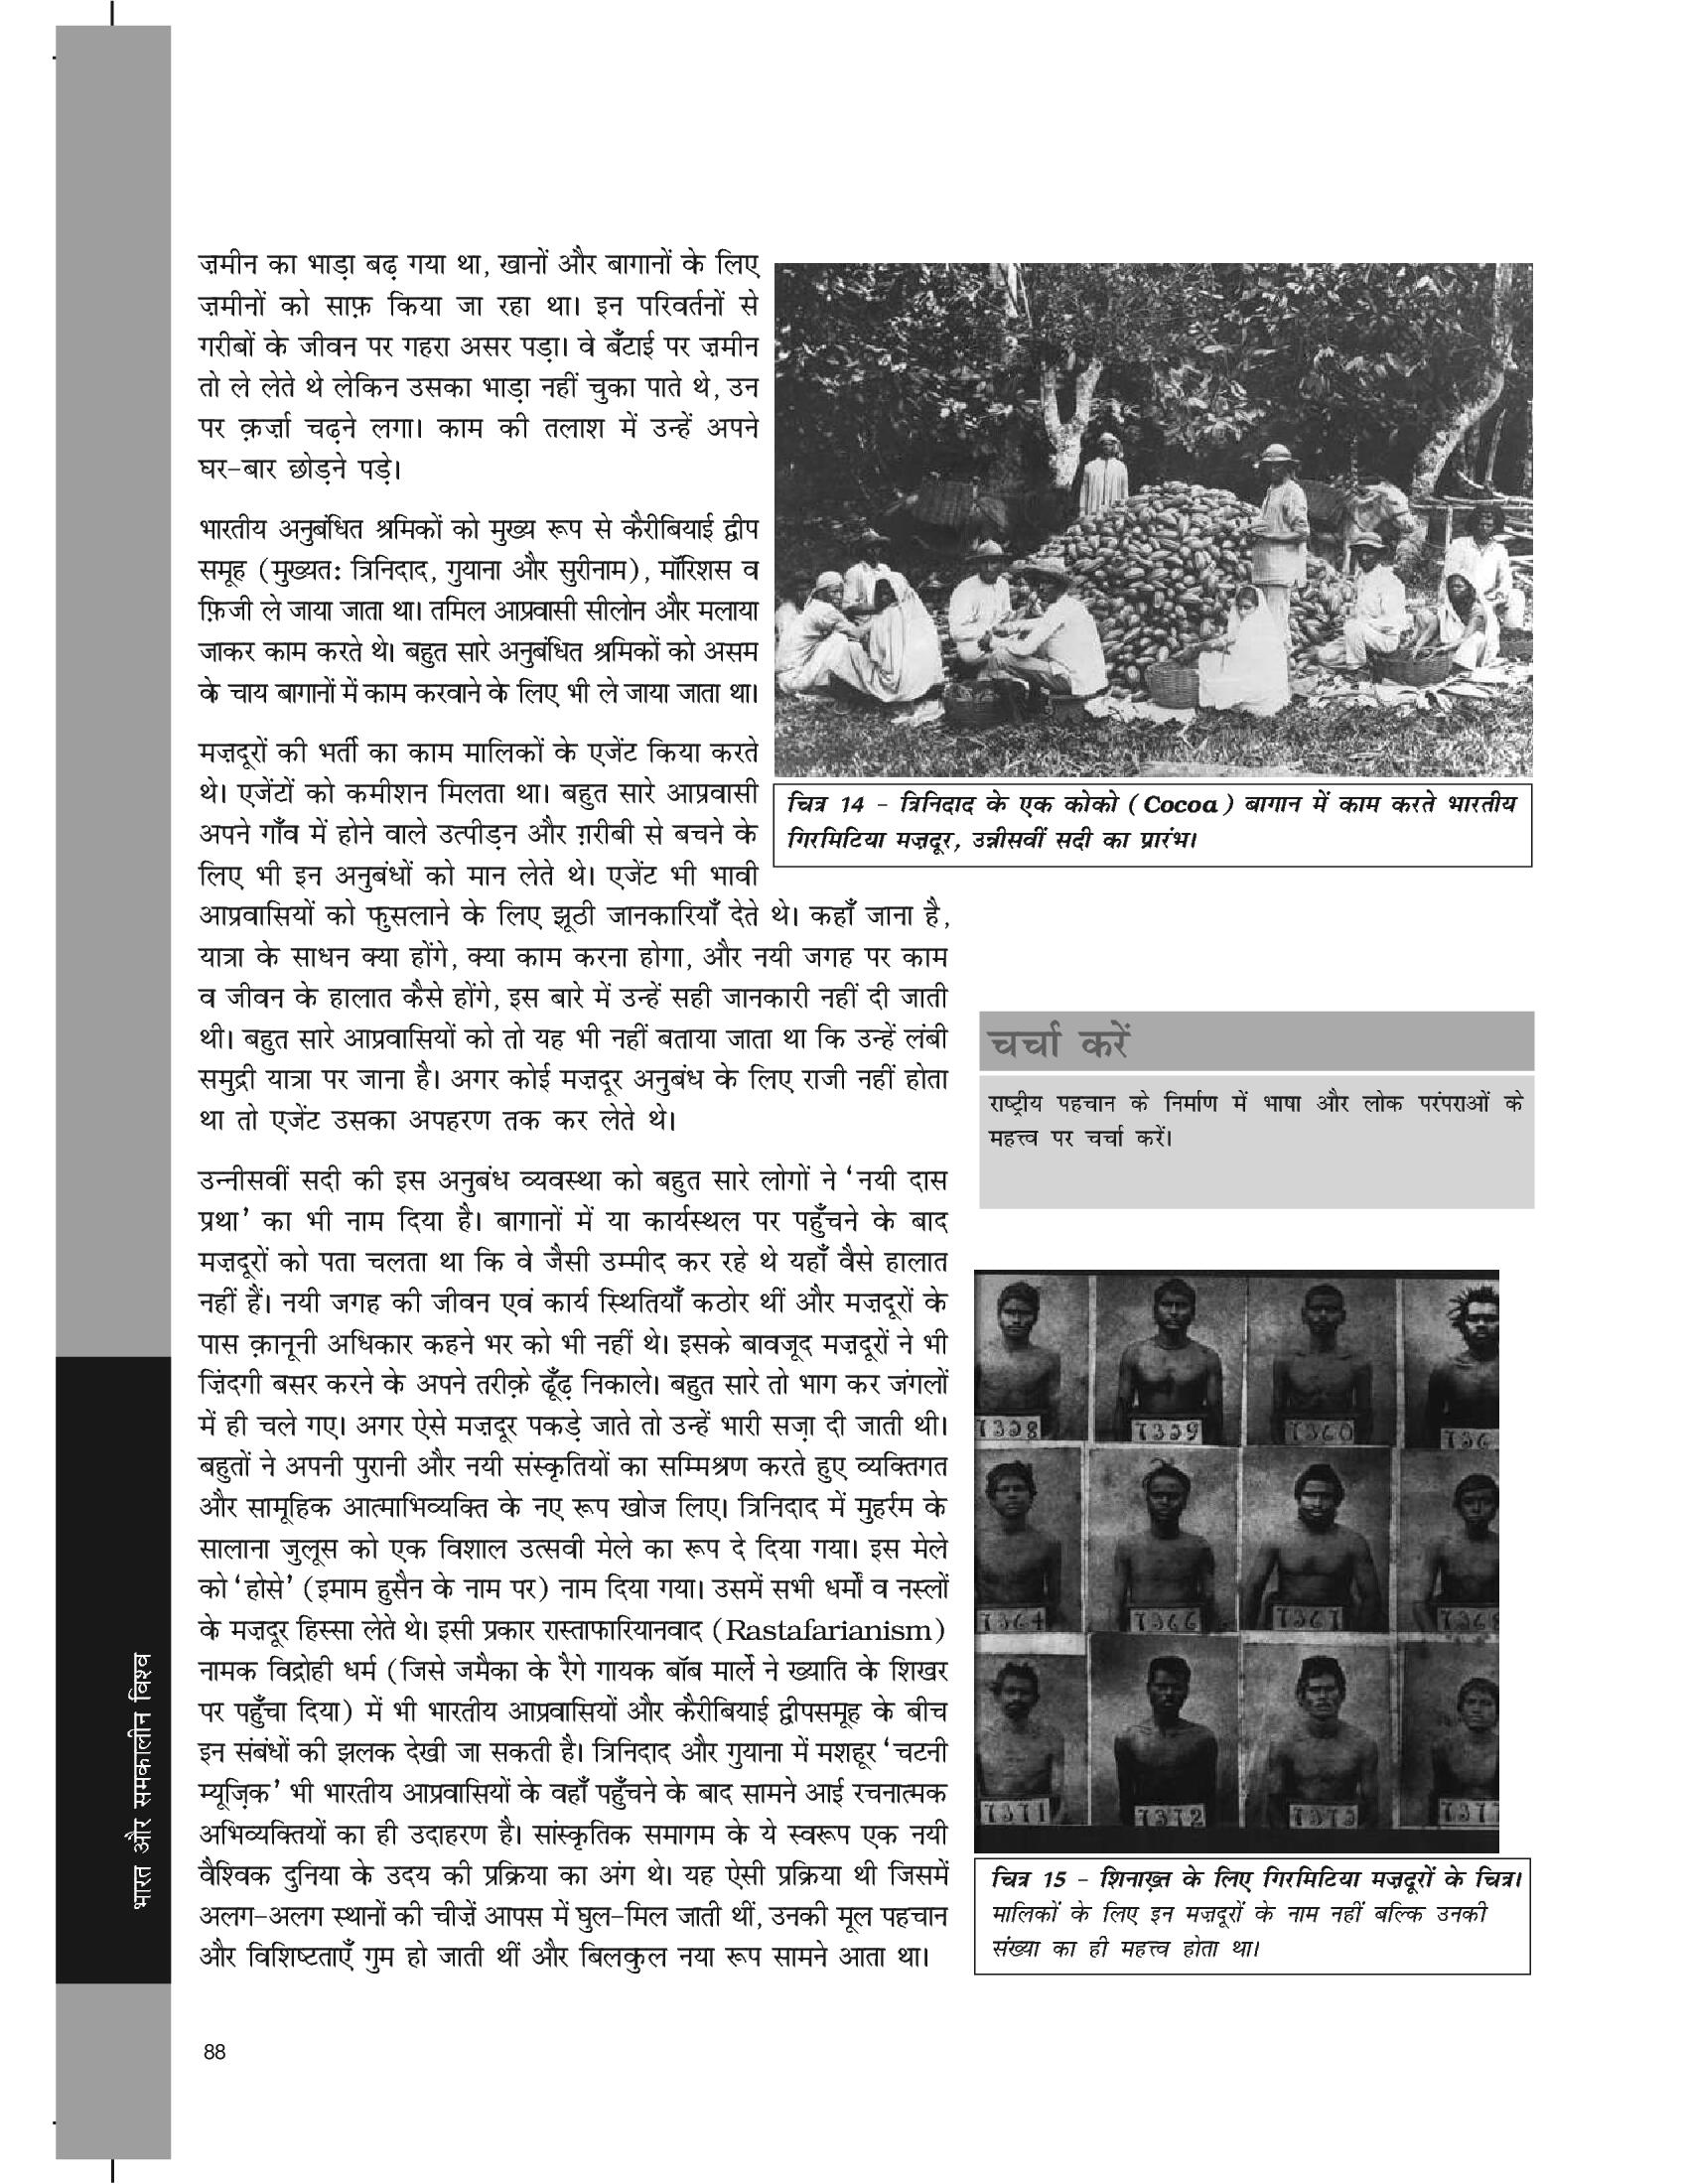 ज़मीन का भाड़ा बढ़ गया था, खानों और बागानों के लिए
ज़मीनों को साफ़ किया जा रहा था। इन परिवर्तनों से
गरीबों के जीवन पर गहरा असर पड़ा। वे बँटाई पर ज़मीन
तो ले लेते थे लेकिन उसका भाड़ा नहीं चुका पाते थे, उन
पर क़र्ज़ा चढ़ने लगा। काम की तलाश में उन्हें अपने
घर-बार छोड़ने पड़े।
भारतीय अनुबंधित श्रमिकों को मुख्य रूप से कैरीबियाई द्वीप
समूह (मुख्यतः त्रिनिदाद, गुयाना और सुरीनाम), मॉरिशस व
फ़िजी ले जाया जाता था। तमिल आप्रवासी सीलोन और मलाया
जाकर काम करते थे। बहुत सारे अनुबंधित श्रमिकों को असम
के चाय बागानों में काम करवाने के लिए भी ले जाया जाता था।
मज़दूरों की भर्ती का काम मालिकों के एजेंट किया करते
थे। एजेंटों को कमीशन मिलता था। बहुत सारे आप्रवासी
अपने गाँव में होने वाले उत्पीड़न और ग़रीबी से बचने के
लिए भी इन अनुबंधों को मान लेते थे। एजेंट भी भावी
आप्रवासियों को फुसलाने के लिए झूठी जानकारियाँ देते थे। कहाँ जाना है,
यात्रा के साधन क्या होंगे, क्या काम करना होगा, और नयी जगह पर काम
व जीवन के हालात कैसे होंगे, इस बारे में उन्हें सही जानकारी नहीं दी जाती
थी। बहुत सारे आप्रवासियों को तो यह भी नहीं बताया जाता था कि उन्हें लंबी
समुद्री यात्रा पर जाना है। अगर कोई मज़दूर अनुबंध के लिए राजी नहीं होता
था तो एजेंट उसका अपहरण तक कर लेते थे।
उन्नीसवीं सदी की इस अनुबंध व्यवस्था को बहुत सारे लोगों ने ‘नयी दास
प्रथा’ का भी नाम दिया है। बागानों में या कार्यस्थल पर पहुँचने के बाद
मज़दूरों को पता चलता था कि वे जैसी उम्मीद कर रहे थे यहाँ वैसे हालात
नहीं हैं। नयी जगह की जीवन एवं कार्य स्थितियाँ कठोर थीं और मज़दूरों के
पास क़ानूनी अधिकार कहने भर को भी नहीं थे। इसके बावजूद मज़दूरों ने भी
ज़िंदगी बसर करने के अपने तरीक़े ढूँढ़ निकाले। बहुत सारे तो भाग कर जंगलों
में ही चले गए। अगर ऐसे मज़दूर पकड़े जाते तो उन्हें भारी सज़ा दी जाती थी।
बहुतों ने अपनी पुरानी और नयी संस्कृतियों का सम्मिश्रण करते हुए व्यक्तिगत
और सामूहिक आत्माभिव्यक्ति के नए रूप खोज लिए। त्रिनिदाद में मुहर्रम के
सालाना जुलूस को एक विशाल उत्सवी मेले का रूप दे दिया गया। इस मेले
को ‘होसे’ (इमाम हुसैन के नाम पर) नाम दिया गया। उसमें सभी धर्मों व नस्लों
के मज़दूर हिस्सा लेते थे। इसी प्रकार रास्ताफारियानवाद (Rastafarianism)
नामक विद्रोही धर्म (जिसे जमैका के रैगे गायक बॉब मार्ले ने ख्याति के शिखर
पर पहुँचा दिया) में भी भारतीय आप्रवासियों और कैरीबियाई द्वीपसमूह के बीच
इन संबंधों की झलक देखी जा सकती है। त्रिनिदाद और गुयाना में मशहूर ‘चटनी
म्यूज़िक’ भी भारतीय आप्रवासियों के वहाँ पहुँचने के बाद सामने आई रचनात्मक
अभिव्यक्तियों का ही उदाहरण है। सांस्कृतिक समागम के ये स्वरूप एक नयी
वैश्विक दुनिया के उदय की प्रक्रिया का अंग थे। यह ऐसी प्रक्रिया थी जिसमें
अलग-अलग स्थानों की चीज़ें आपस में घुल-मिल जाती थीं, उनकी मूल पहचान
और विशिष्टताएँ गुम हो जाती थीं और बिलकुल नया रूप सामने आता था।
चित्र 14 – त्रिनिदाद के एक कोको (Cocoa) बागान में काम करते भारतीय
गिरमिटिया मज़दूर, उन्नीसवीं सदी का प्रारंभ।
चर्चा करें
राष्ट्रीय पहचान के निर्माण में भाषा और लोक परंपराओं के
महत्त्व पर चर्चा करें।
7338 7339 7360 736
7364 7366 7367 7368
7371 7372 7373 737
चित्र 15 – शिनाख़्त के लिए गिरमिटिया मज़दूरों के चित्र।
मालिकों के लिए इन मज़दूरों के नाम नहीं बल्कि उनकी
संख्या का ही महत्त्व होता था।
भारत और समकालीन विश्व
88